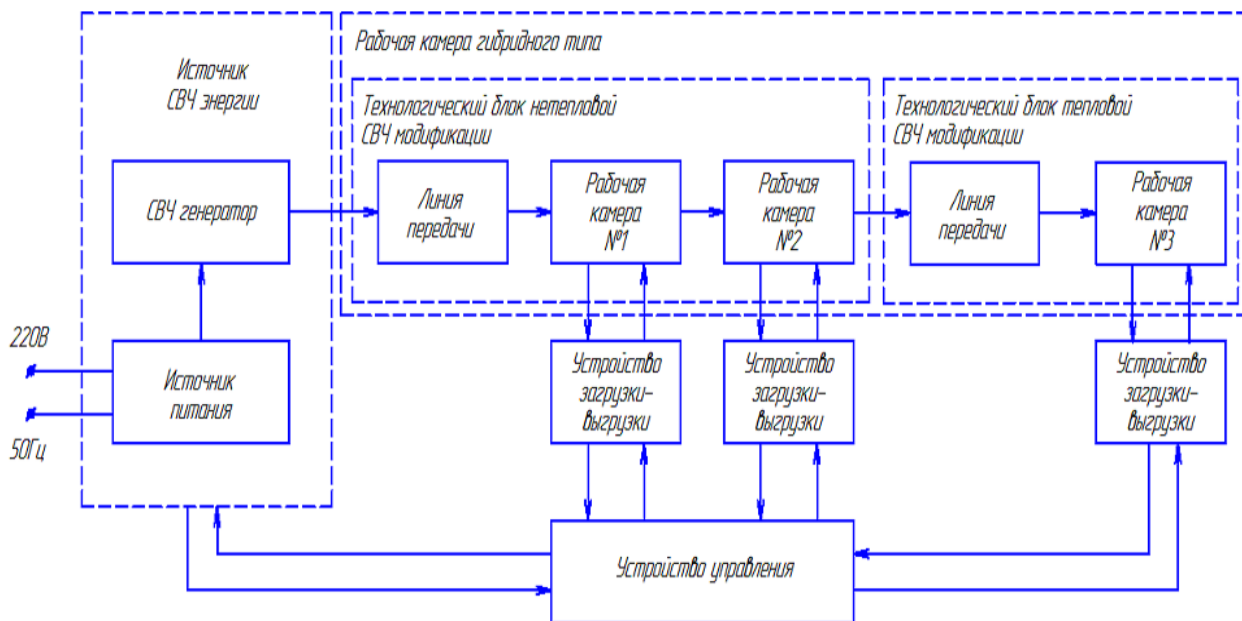 Источник
СВЧ энергии
СВЧ генератор
220В
50Гц
Источник
питания
Рабочая камера гибридного типа
Технологический блок нетепловой
СВЧ модификации
Линия
передачи
Рабочая
камера
№1
Рабочая
камера
№2
Технологический блок тепловой
СВЧ модификации
Линия
передачи
Рабочая
камера
№3
Устройство
загрузки-
выгрузки
Устройство
загрузки-
выгрузки
Устройство
загрузки-
выгрузки
Устройство управления